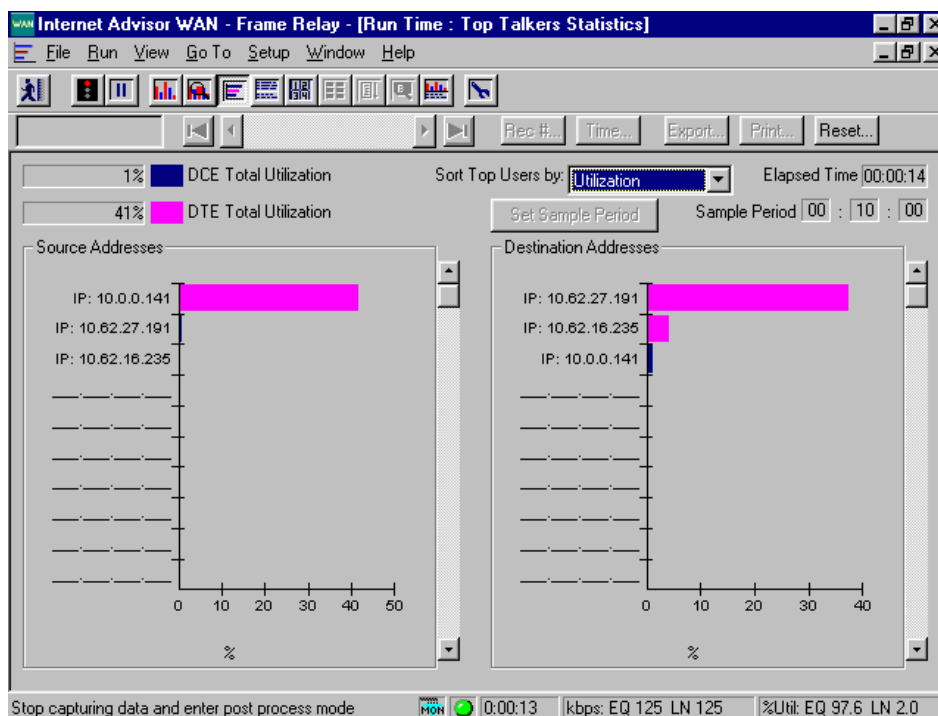 WAN Internet Advisor WAN - Frame Relay - [Run Time : Top Talkers Statistics]
File Run View Go To Setup Window Help
Rec #... Time... Export... Print... Reset...
1% DCE Total Utilization Sort Top Users by: Utilization Elapsed Time 00:00:14
41% DTE Total Utilization Set Sample Period Sample Period 00 : 10 : 00
Source Addresses
IP: 10.0.0.141
IP: 10.62.27.191
IP: 10.62.16.235
0 10 20 30 40 50
%
Destination Addresses
IP: 10.62.27.191
IP: 10.62.16.235
IP: 10.0.0.141
0 10 20 30 40
%
Stop capturing data and enter post process mode MON 0:00:13 kbps: EQ 125 LN 125 %Util: EQ 97.6 LN 2.0